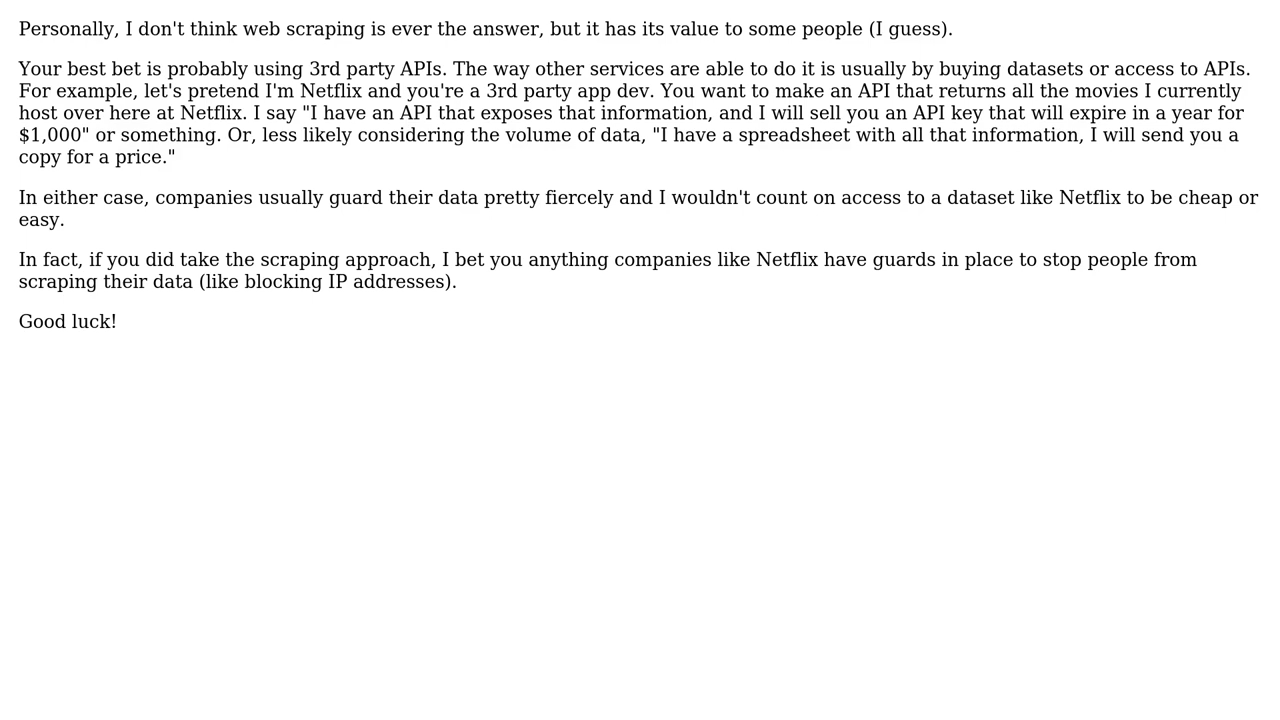 Personally, I don't think web scraping is ever the answer, but it has its value to some people (I guess).
Your best bet is probably using 3rd party APIs. The way other services are able to do it is usually by buying datasets or access to APIs.
For example, let's pretend I'm Netflix and you're a 3rd party app dev. You want to make an API that returns all the movies I currently
host over here at Netflix. I say "I have an API that exposes that information, and I will sell you an API key that will expire in a year for
$1,000" or something. Or, less likely considering the volume of data, "I have a spreadsheet with all that information, I will send you a
copy for a price."
In either case, companies usually guard their data pretty fiercely and I wouldn't count on access to a dataset like Netflix to be cheap or
easy.
In fact, if you did take the scraping approach, I bet you anything companies like Netflix have guards in place to stop people from
scraping their data (like blocking IP addresses).
Good luck!